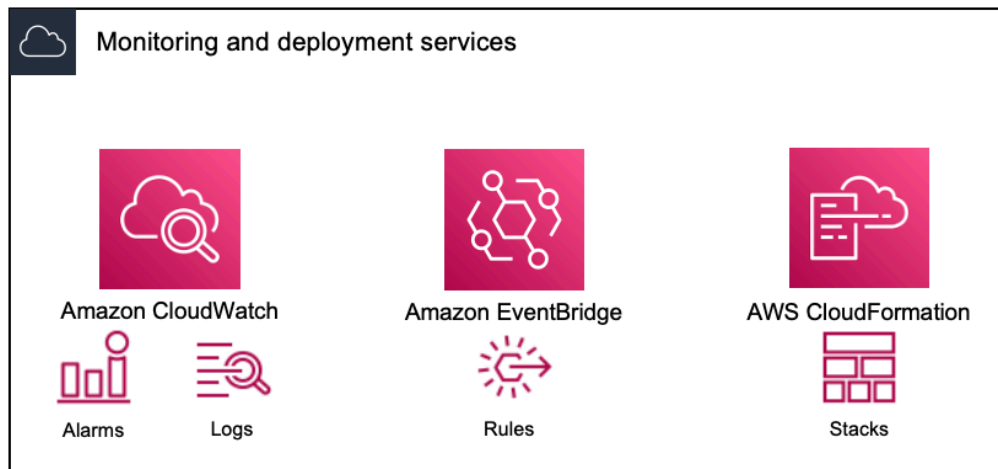 Monitoring and deployment services
Amazon CloudWatch
Amazon EventBridge
AWS CloudFormation
Alarms
Logs
Rules
Stacks